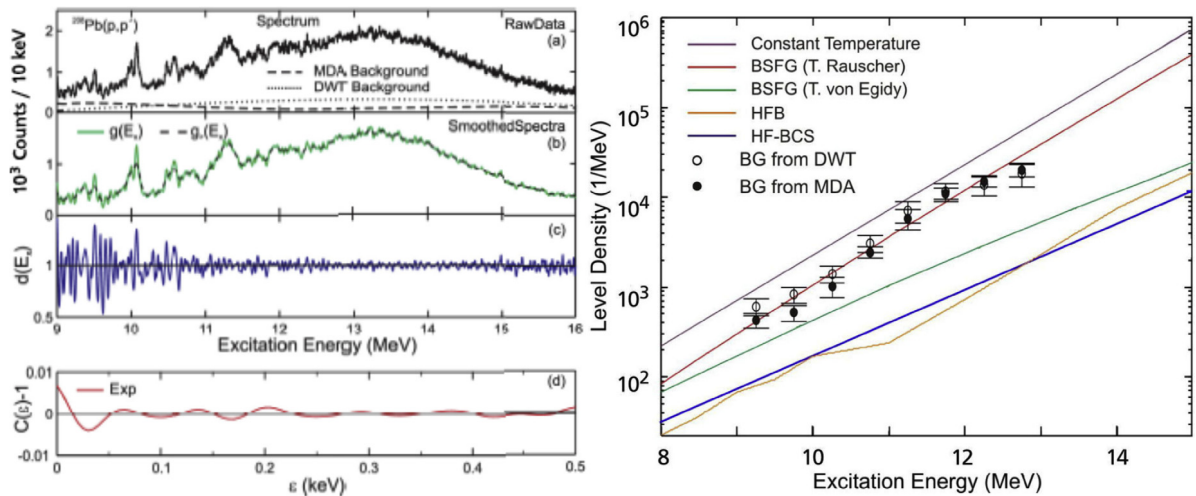 ²⁰⁸Pb(p,p')
Spectrum
RawData
(a)
MDA Background
DWT Background
2
1
0
10³ Counts / 10 keV
g(Eₓ)
SmoothedSpectra
(b)
1
0
(c)
d(Eₓ)
1
0.5
9 10 11 12 13 14 15 16
Excitation Energy (MeV)
0.01
Exp
(d)
C(ε)-1
0
-0.01
0 0.1 0.2 0.3 0.4 0.5
ε (keV)
10⁶
10⁵
10⁴
10³
10²
Level Density (1/MeV)
Constant Temperature
BSFG (T. Rauscher)
BSFG (T. von Egidy)
HFB
HF-BCS
BG from DWT
BG from MDA
8 10 12 14
Excitation Energy (MeV)